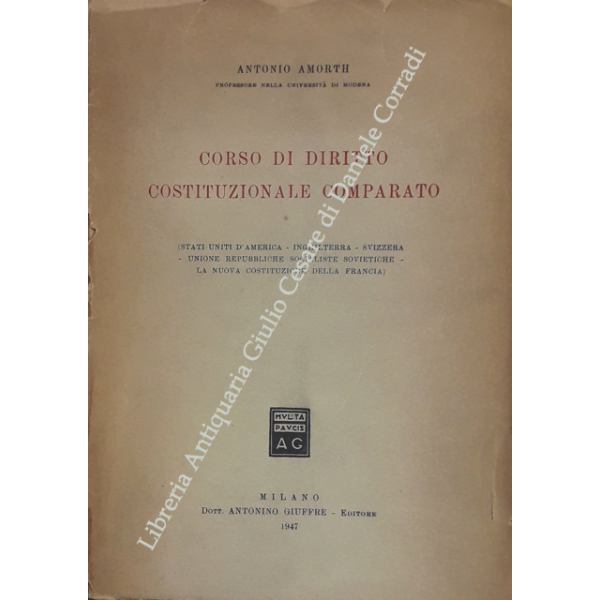 ANTONIO AMORTH
PROFESSORE NELLA UNIVERSITÀ DI MODENA
CORSO DI DIRITTO
COSTITUZIONALE COMPARATO
(STATI UNITI D'AMERICA - INGHILTERRA - SVIZZERA
- UNIONE REPUBBLICHE SOCIALISTE SOVIETICHE -
LA NUOVA COSTITUZIONE DELLA FRANCIA)
MVLTA
PAVCIS
AG
MILANO
DOTT. ANTONINO GIUFFRÈ - EDITORE
1947
Libreria Antiquaria Giulio Cesare di Daniele Corradi